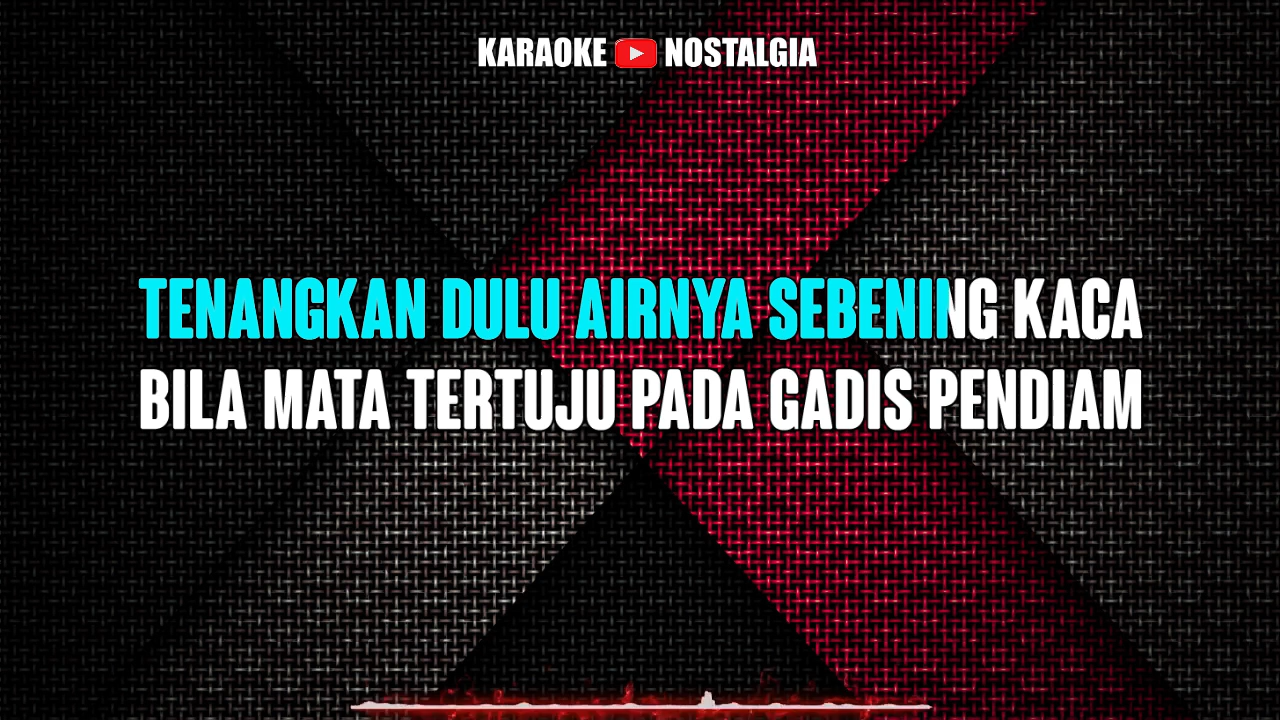 KARAOKE NOSTALGIA
TENANGKAN DULU AIRNYA SEBENING KACA
BILA MATA TERTUJU PADA GADIS PENDIAM